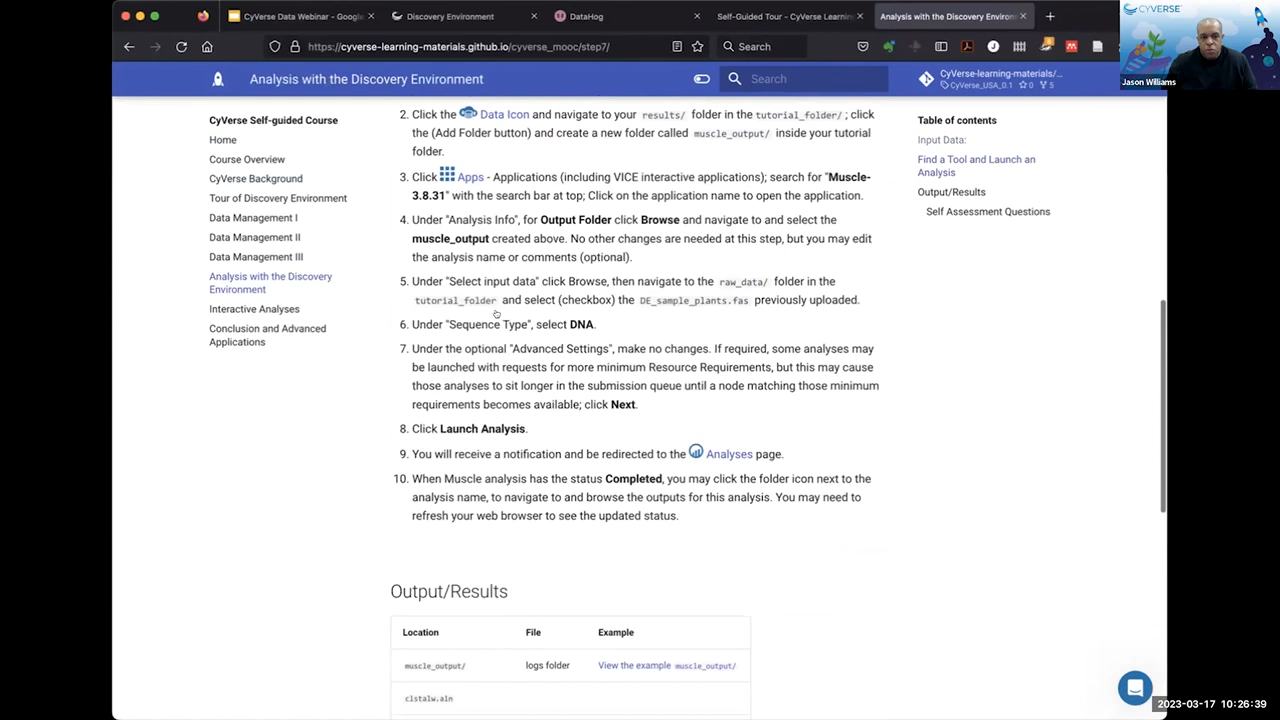 CyVerse Data Webinar - Google
Discovery Environment
DataHog
Self-Guided Tour - CyVerse Learning
Analysis with the Discovery Environ
https://cyverse-learning-materials.github.io/cyverse_mooc/step7/
Search
CYVERSE
Jason Williams
Analysis with the Discovery Environment
Search
CyVerse-learning-materials/...
CyVerse_USA_0.1 0 5
CyVerse Self-guided Course
Home
Course Overview
CyVerse Background
Tour of Discovery Environment
Data Management I
Data Management II
Data Management III
Analysis with the Discovery
Environment
Interactive Analyses
Conclusion and Advanced
Applications
2. Click the Data Icon and navigate to your results/ folder in the tutorial_folder/ ; click
the (Add Folder button) and create a new folder called muscle_output/ inside your tutorial
folder.
3. Click Apps - Applications (including VICE interactive applications); search for "Muscle-
3.8.31" with the search bar at top; Click on the application name to open the application.
4. Under "Analysis Info", for Output Folder click Browse and navigate to and select the
muscle_output created above. No other changes are needed at this step, but you may edit
the analysis name or comments (optional).
5. Under "Select input data" click Browse, then navigate to the raw_data/ folder in the
tutorial_folder and select (checkbox) the DE_sample_plants.fas previously uploaded.
6. Under "Sequence Type", select DNA.
7. Under the optional "Advanced Settings", make no changes. If required, some analyses may
be launched with requests for more minimum Resource Requirements, but this may cause
those analyses to sit longer in the submission queue until a node matching those minimum
requirements becomes available; click Next.
8. Click Launch Analysis.
9. You will receive a notification and be redirected to the Analyses page.
10. When Muscle analysis has the status Completed, you may click the folder icon next to the
analysis name, to navigate to and browse the outputs for this analysis. You may need to
refresh your web browser to see the updated status.
Output/Results
Location File Example
muscle_output/ logs folder View the example muscle_output/
clstalw.aln
Table of contents
Input Data:
Find a Tool and Launch an
Analysis
Output/Results
Self Assessment Questions
2023-03-17 10:26:39